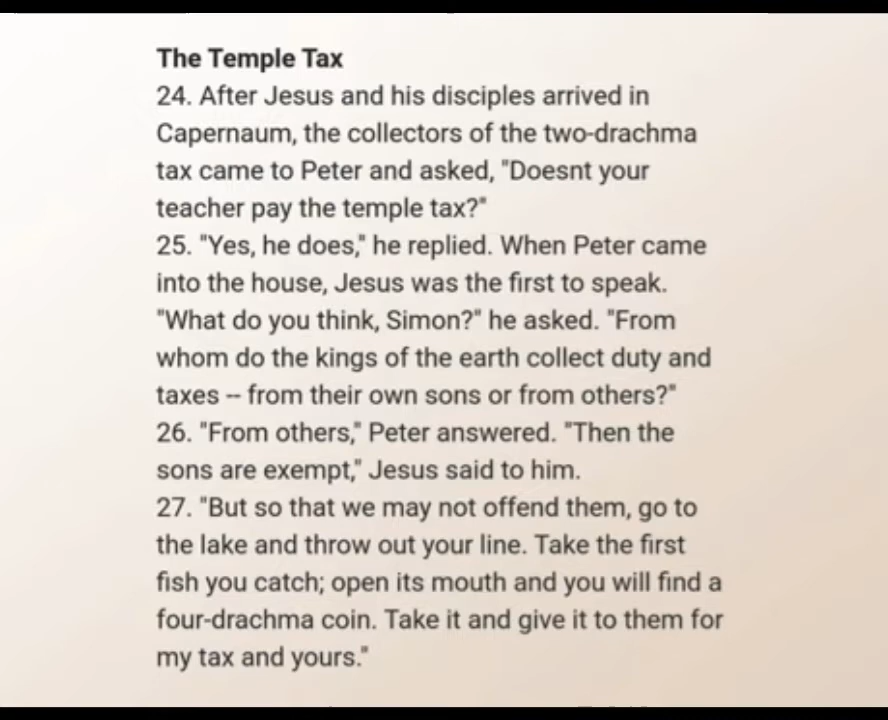 The Temple Tax
24. After Jesus and his disciples arrived in
Capernaum, the collectors of the two-drachma
tax came to Peter and asked, "Doesnt your
teacher pay the temple tax?"
25. "Yes, he does," he replied. When Peter came
into the house, Jesus was the first to speak.
"What do you think, Simon?" he asked. "From
whom do the kings of the earth collect duty and
taxes -- from their own sons or from others?"
26. "From others," Peter answered. "Then the
sons are exempt," Jesus said to him.
27. "But so that we may not offend them, go to
the lake and throw out your line. Take the first
fish you catch; open its mouth and you will find a
four-drachma coin. Take it and give it to them for
my tax and yours."